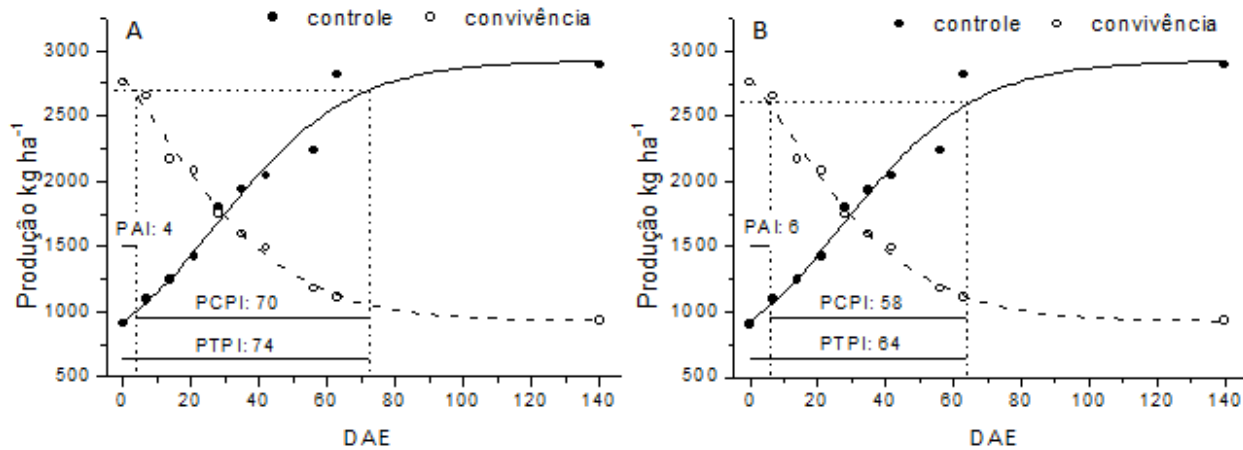 ● controle ○ convivência
A
Produção kg ha⁻¹
3000
2500
2000
1500
1000
500
PAI: 4
PCPI: 70
PTPI: 74
0 20 40 60 80 100 120 140
DAE
● controle ○ convivência
B
Produção kg ha⁻¹
3000
2500
2000
1500
1000
500
PAI: 6
PCPI: 58
PTPI: 64
0 20 40 60 80 100 120 140
DAE